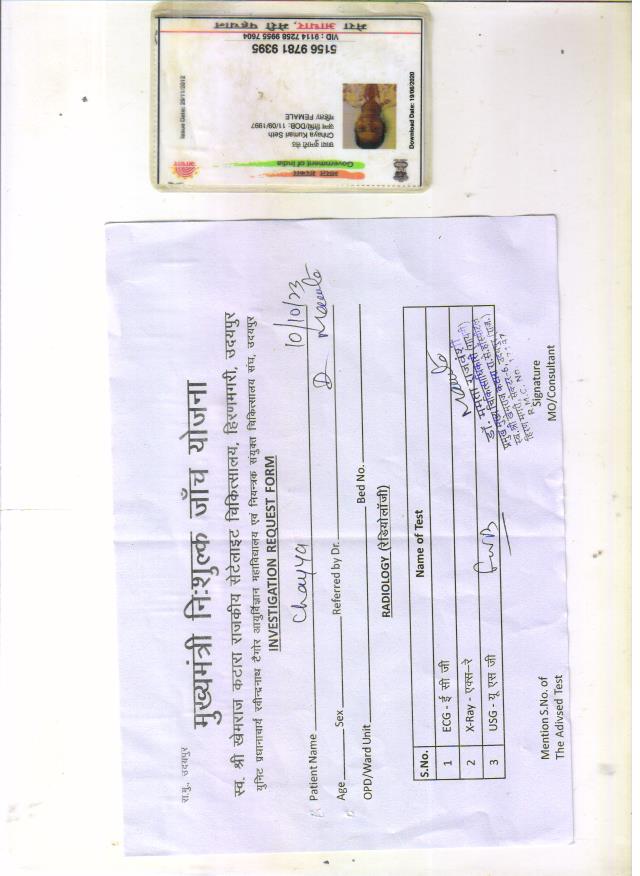 मेरा आधार, मेरी पहचान
VID : 9114 7258 9955 7604
5156 9781 9395
Issue Date: 29/11/2012
Download Date: 19/06/2020
महिला/ FEMALE
जन्म तिथि/DOB: 11/09/1997
Chhaya Kumari Seth
छाया कुमारी सेठ
Government of India
भारत सरकार
आधार
रा.मु., उदयपुर
मुख्यमंत्री निःशुल्क जाँच योजना
स्व. श्री खेमराज कटारा राजकीय सेटेलाइट चिकित्सालय, हिरणमगरी, उदयपुर
युनिट प्रधानाचार्य रवीन्द्रनाथ टैगोर आयुर्विज्ञान महाविद्यालय एवं नियन्त्रक संयुक्त चिकित्सालय संघ, उदयपुर
INVESTIGATION REQUEST FORM
10/10/23
Patient Name Chayya
Age Sex Referred by Dr. D
OPD/Ward Unit Bed No.
RADIOLOGY (रेडियोलॉजी)
S.No. Name of Test
1 ECG - ई सी जी
2 X-Ray - एक्स-रे
3 USG - यू एस जी
डॉ. ममता
R.M.C. No.
Mention S.No. of Signature
The Adivsed Test MO/Consultant